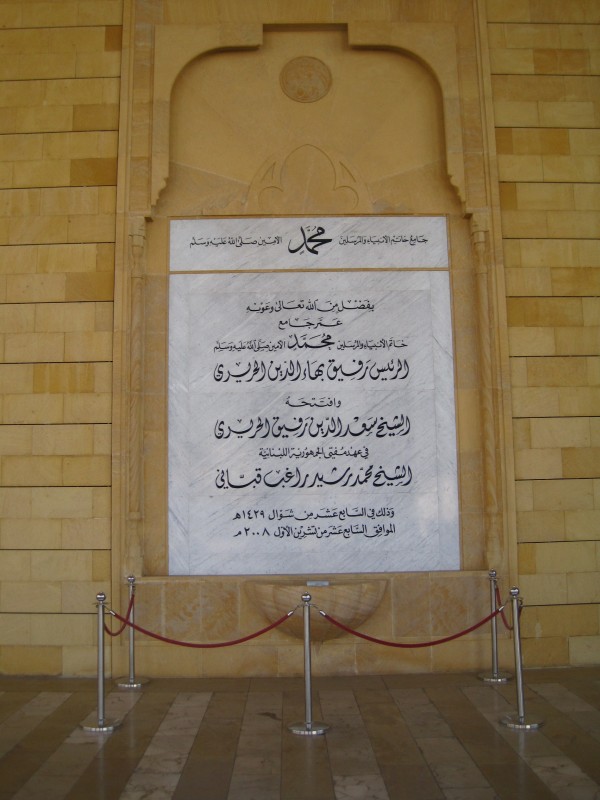 جامع خاتم الأنبياء والمرسلين محمد الأمين صلى الله عليه وسلم
بفضل من الله تعالى وعونه
عمر جامع
خاتم الأنبياء والمرسلين محمد الأمين صلى الله عليه وسلم
الرئيس رفيق بهاء الدين الحريري
وافتتحه
الشيخ سعد الدين رفيق الحريري
في عهد مفتي الجمهورية اللبنانية
الشيخ محمد رشيد راغب قباني
وذلك في السابع عشر من شوال ١٤٢٩هـ
الموافق السابع عشر من تشرين الأول ٢٠٠٨ م